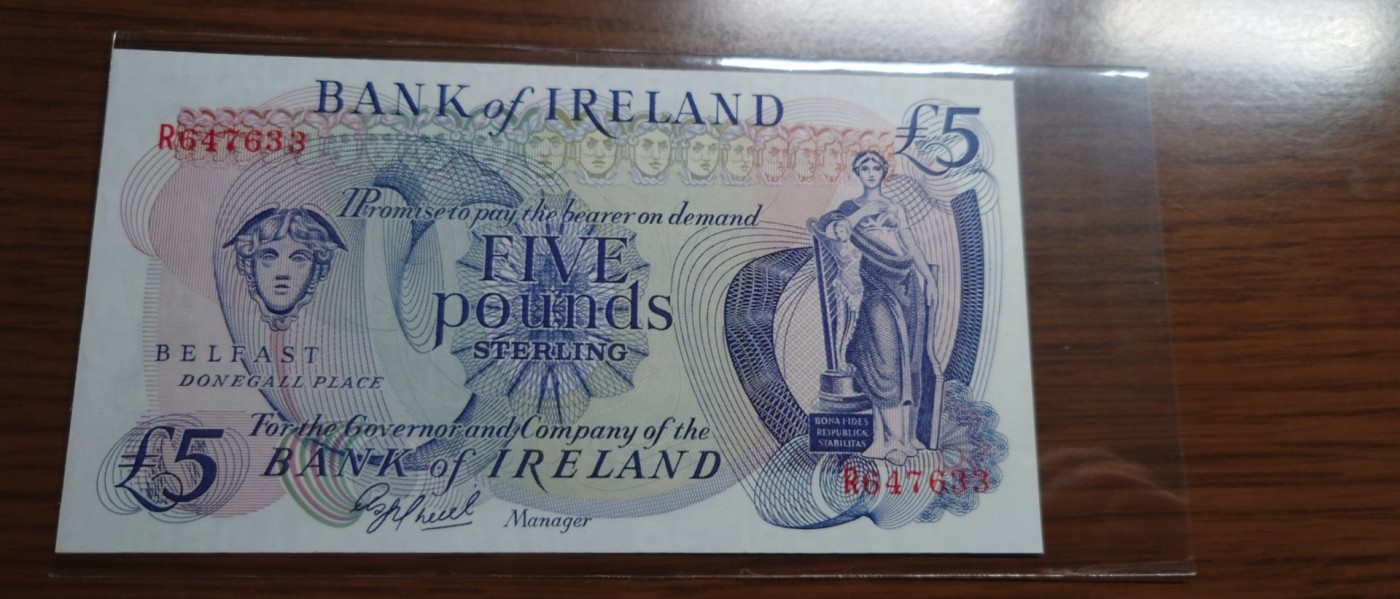 BANK of IRELAND
£5
R647633
I Promise to pay the bearer on demand
FIVE
pounds
STERLING
BELFAST
DONEGALL PLACE
For the Governor and Company of the
BANK of IRELAND
£5
Manager
BONA FIDES
REIPUBLICÆ
STABILITAS
R647633